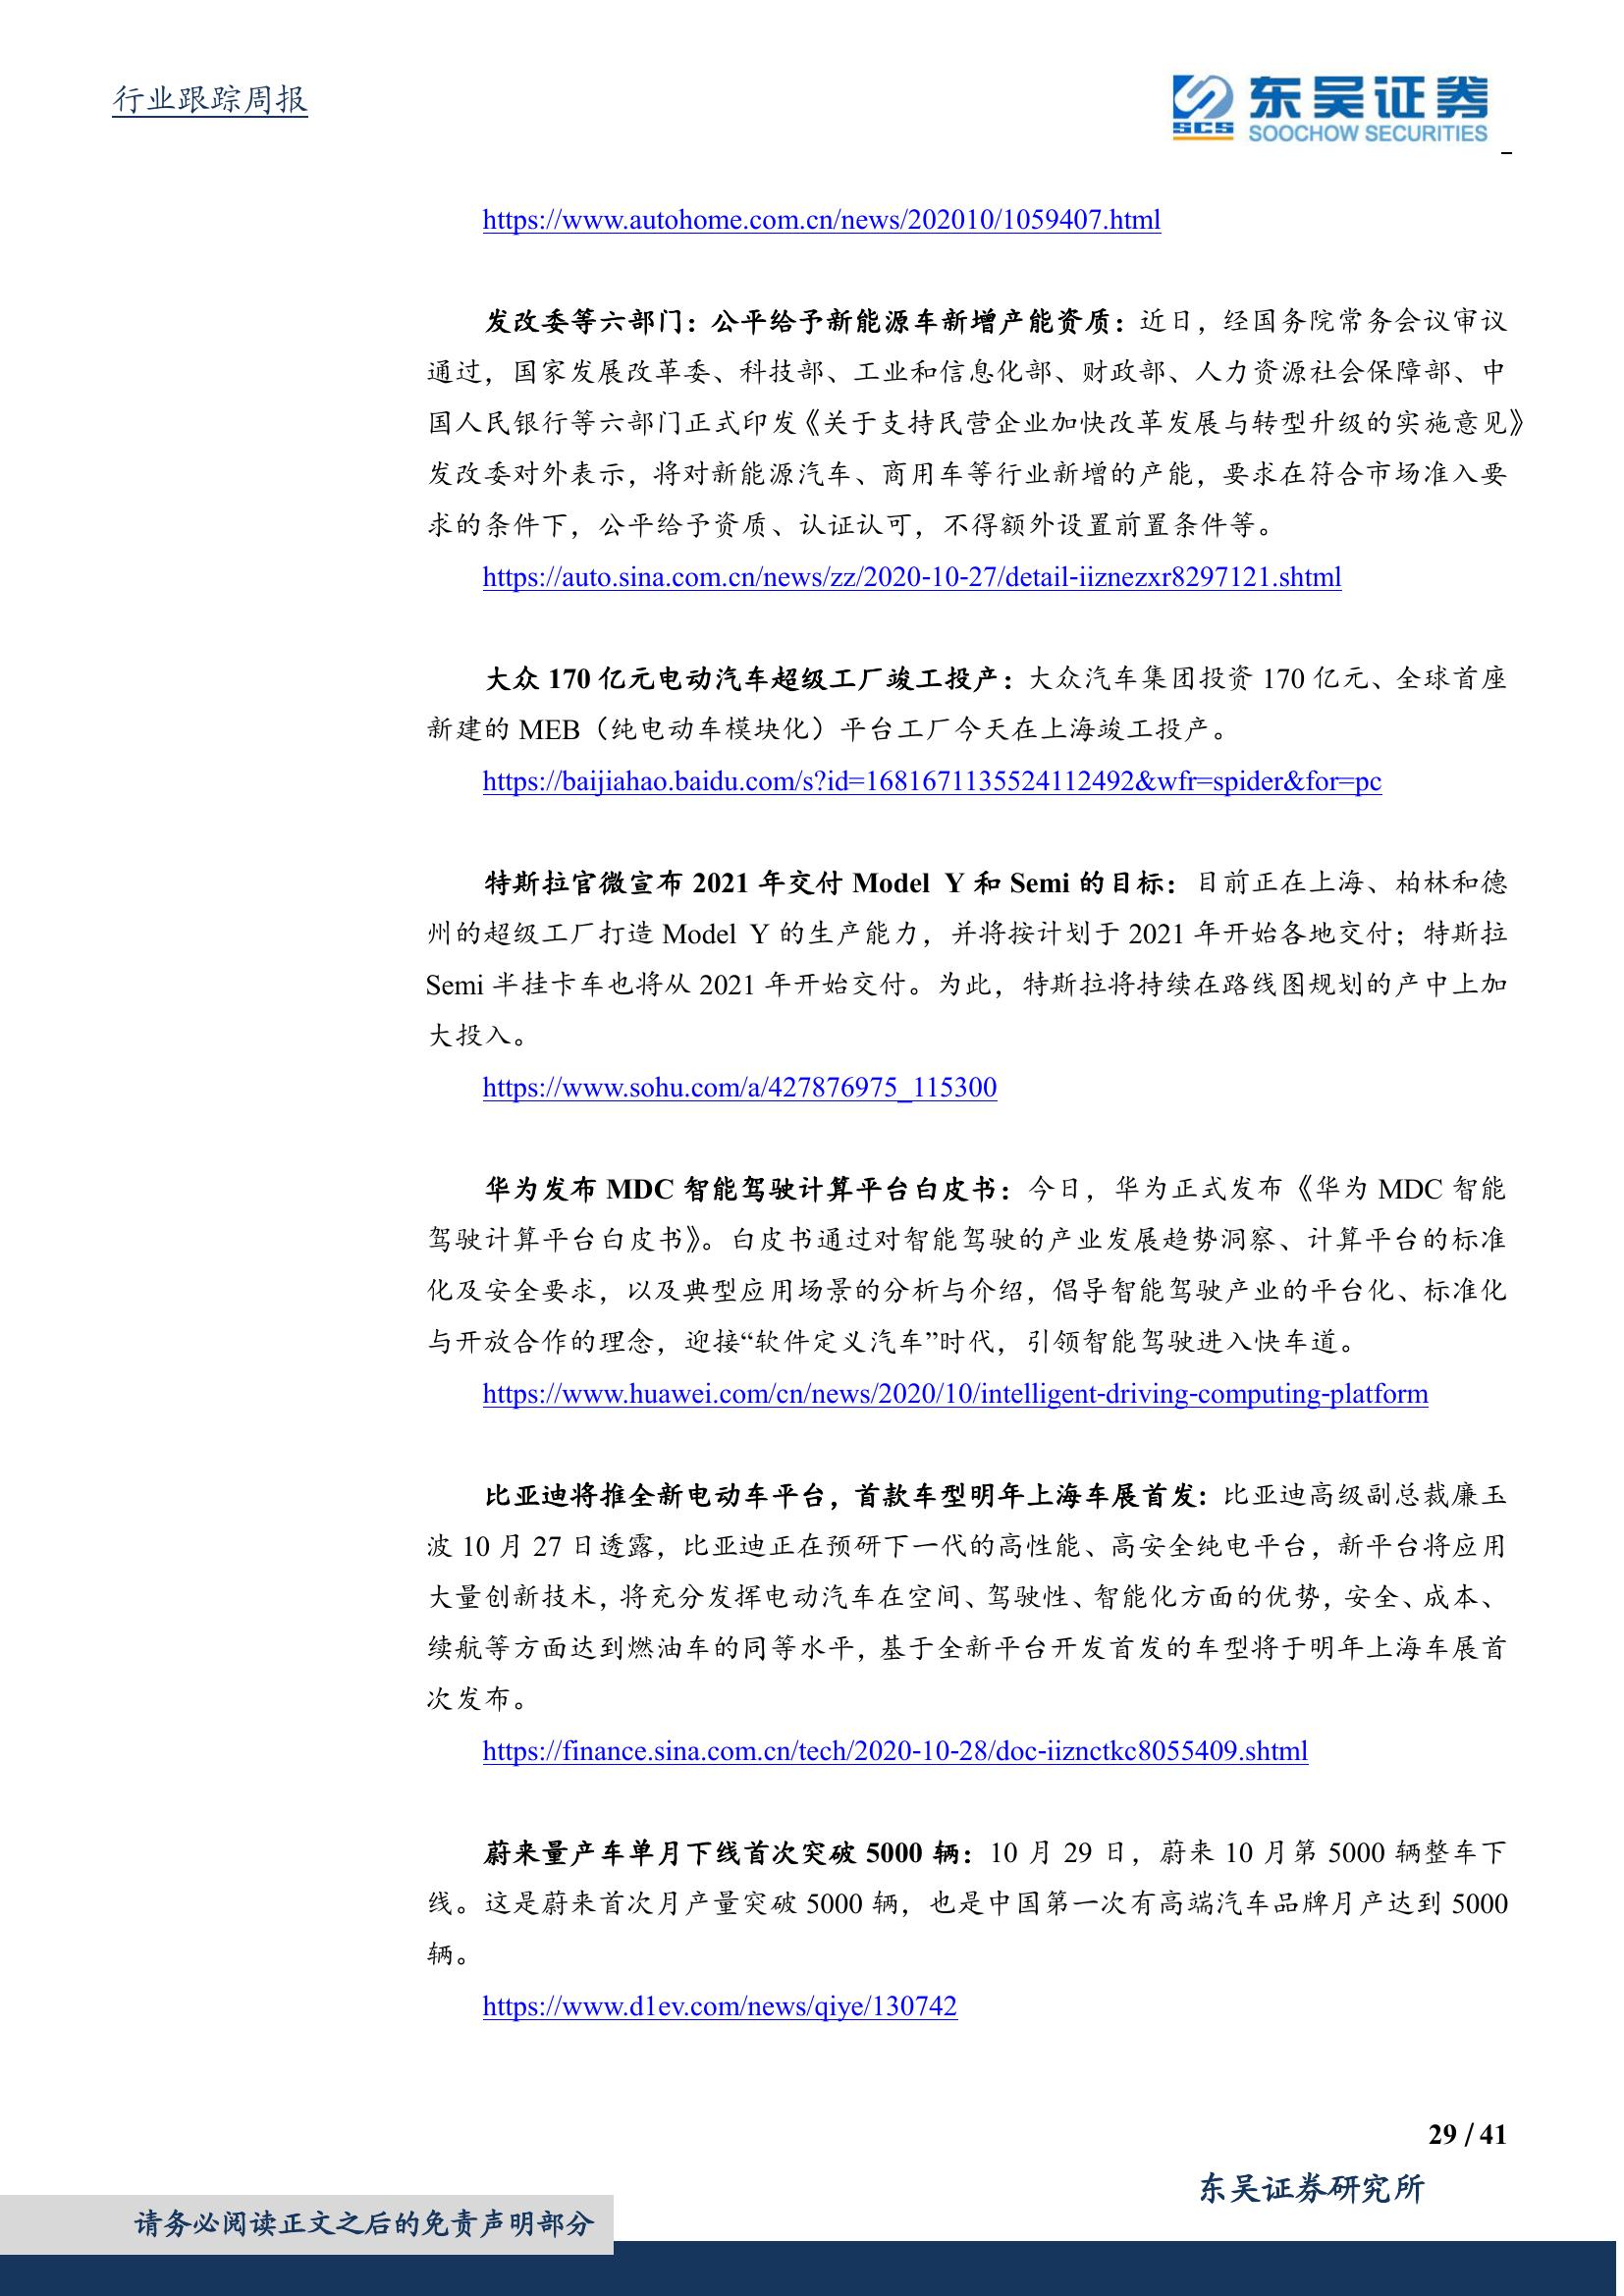 行业跟踪周报
东吴证券
SCS
SOOCHOW SECURITIES
https://www.autohome.com.cn/news/202010/1059407.html
发改委等六部门：公平给予新能源车新增产能资质：近日，经国务院常务会议审议
通过，国家发展改革委、科技部、工业和信息化部、财政部、人力资源社会保障部、中
国人民银行等六部门正式印发《关于支持民营企业加快改革发展与转型升级的实施意见》
发改委对外表示，将对新能源汽车、商用车等行业新增的产能，要求在符合市场准入要
求的条件下，公平给予资质、认证认可，不得额外设置前置条件等。
https://auto.sina.com.cn/news/zz/2020-10-27/detail-iiznezxr8297121.shtml
大众 170 亿元电动汽车超级工厂竣工投产：大众汽车集团投资 170 亿元、全球首座
新建的 MEB（纯电动车模块化）平台工厂今天在上海竣工投产。
https://baijiahao.baidu.com/s?id=1681671135524112492&wfr=spider&for=pc
特斯拉官微宣布 2021 年交付 Model Y 和 Semi 的目标：目前正在上海、柏林和德
州的超级工厂打造 Model Y 的生产能力，并将按计划于 2021 年开始各地交付；特斯拉
Semi 半挂卡车也将从 2021 年开始交付。为此，特斯拉将持续在路线图规划的产中上加
大投入。
https://www.sohu.com/a/427876975_115300
华为发布 MDC 智能驾驶计算平台白皮书：今日，华为正式发布《华为 MDC 智能
驾驶计算平台白皮书》。白皮书通过对智能驾驶的产业发展趋势洞察、计算平台的标准
化及安全要求，以及典型应用场景的分析与介绍，倡导智能驾驶产业的平台化、标准化
与开放合作的理念，迎接“软件定义汽车”时代，引领智能驾驶进入快车道。
https://www.huawei.com/cn/news/2020/10/intelligent-driving-computing-platform
比亚迪将推全新电动车平台，首款车型明年上海车展首发：比亚迪高级副总裁廉玉
波 10 月 27 日透露，比亚迪正在预研下一代的高性能、高安全纯电平台，新平台将应用
大量创新技术，将充分发挥电动汽车在空间、驾驶性、智能化方面的优势，安全、成本、
续航等方面达到燃油车的同等水平，基于全新平台开发首发的车型将于明年上海车展首
次发布。
https://finance.sina.com.cn/tech/2020-10-28/doc-iiznctkc8055409.shtml
蔚来量产车单月下线首次突破 5000 辆：10 月 29 日，蔚来 10 月第 5000 辆整车下
线。这是蔚来首次月产量突破 5000 辆，也是中国第一次有高端汽车品牌月产达到 5000
辆。
https://www.d1ev.com/news/qiye/130742
29 / 41
东吴证券研究所
请务必阅读正文之后的免责声明部分